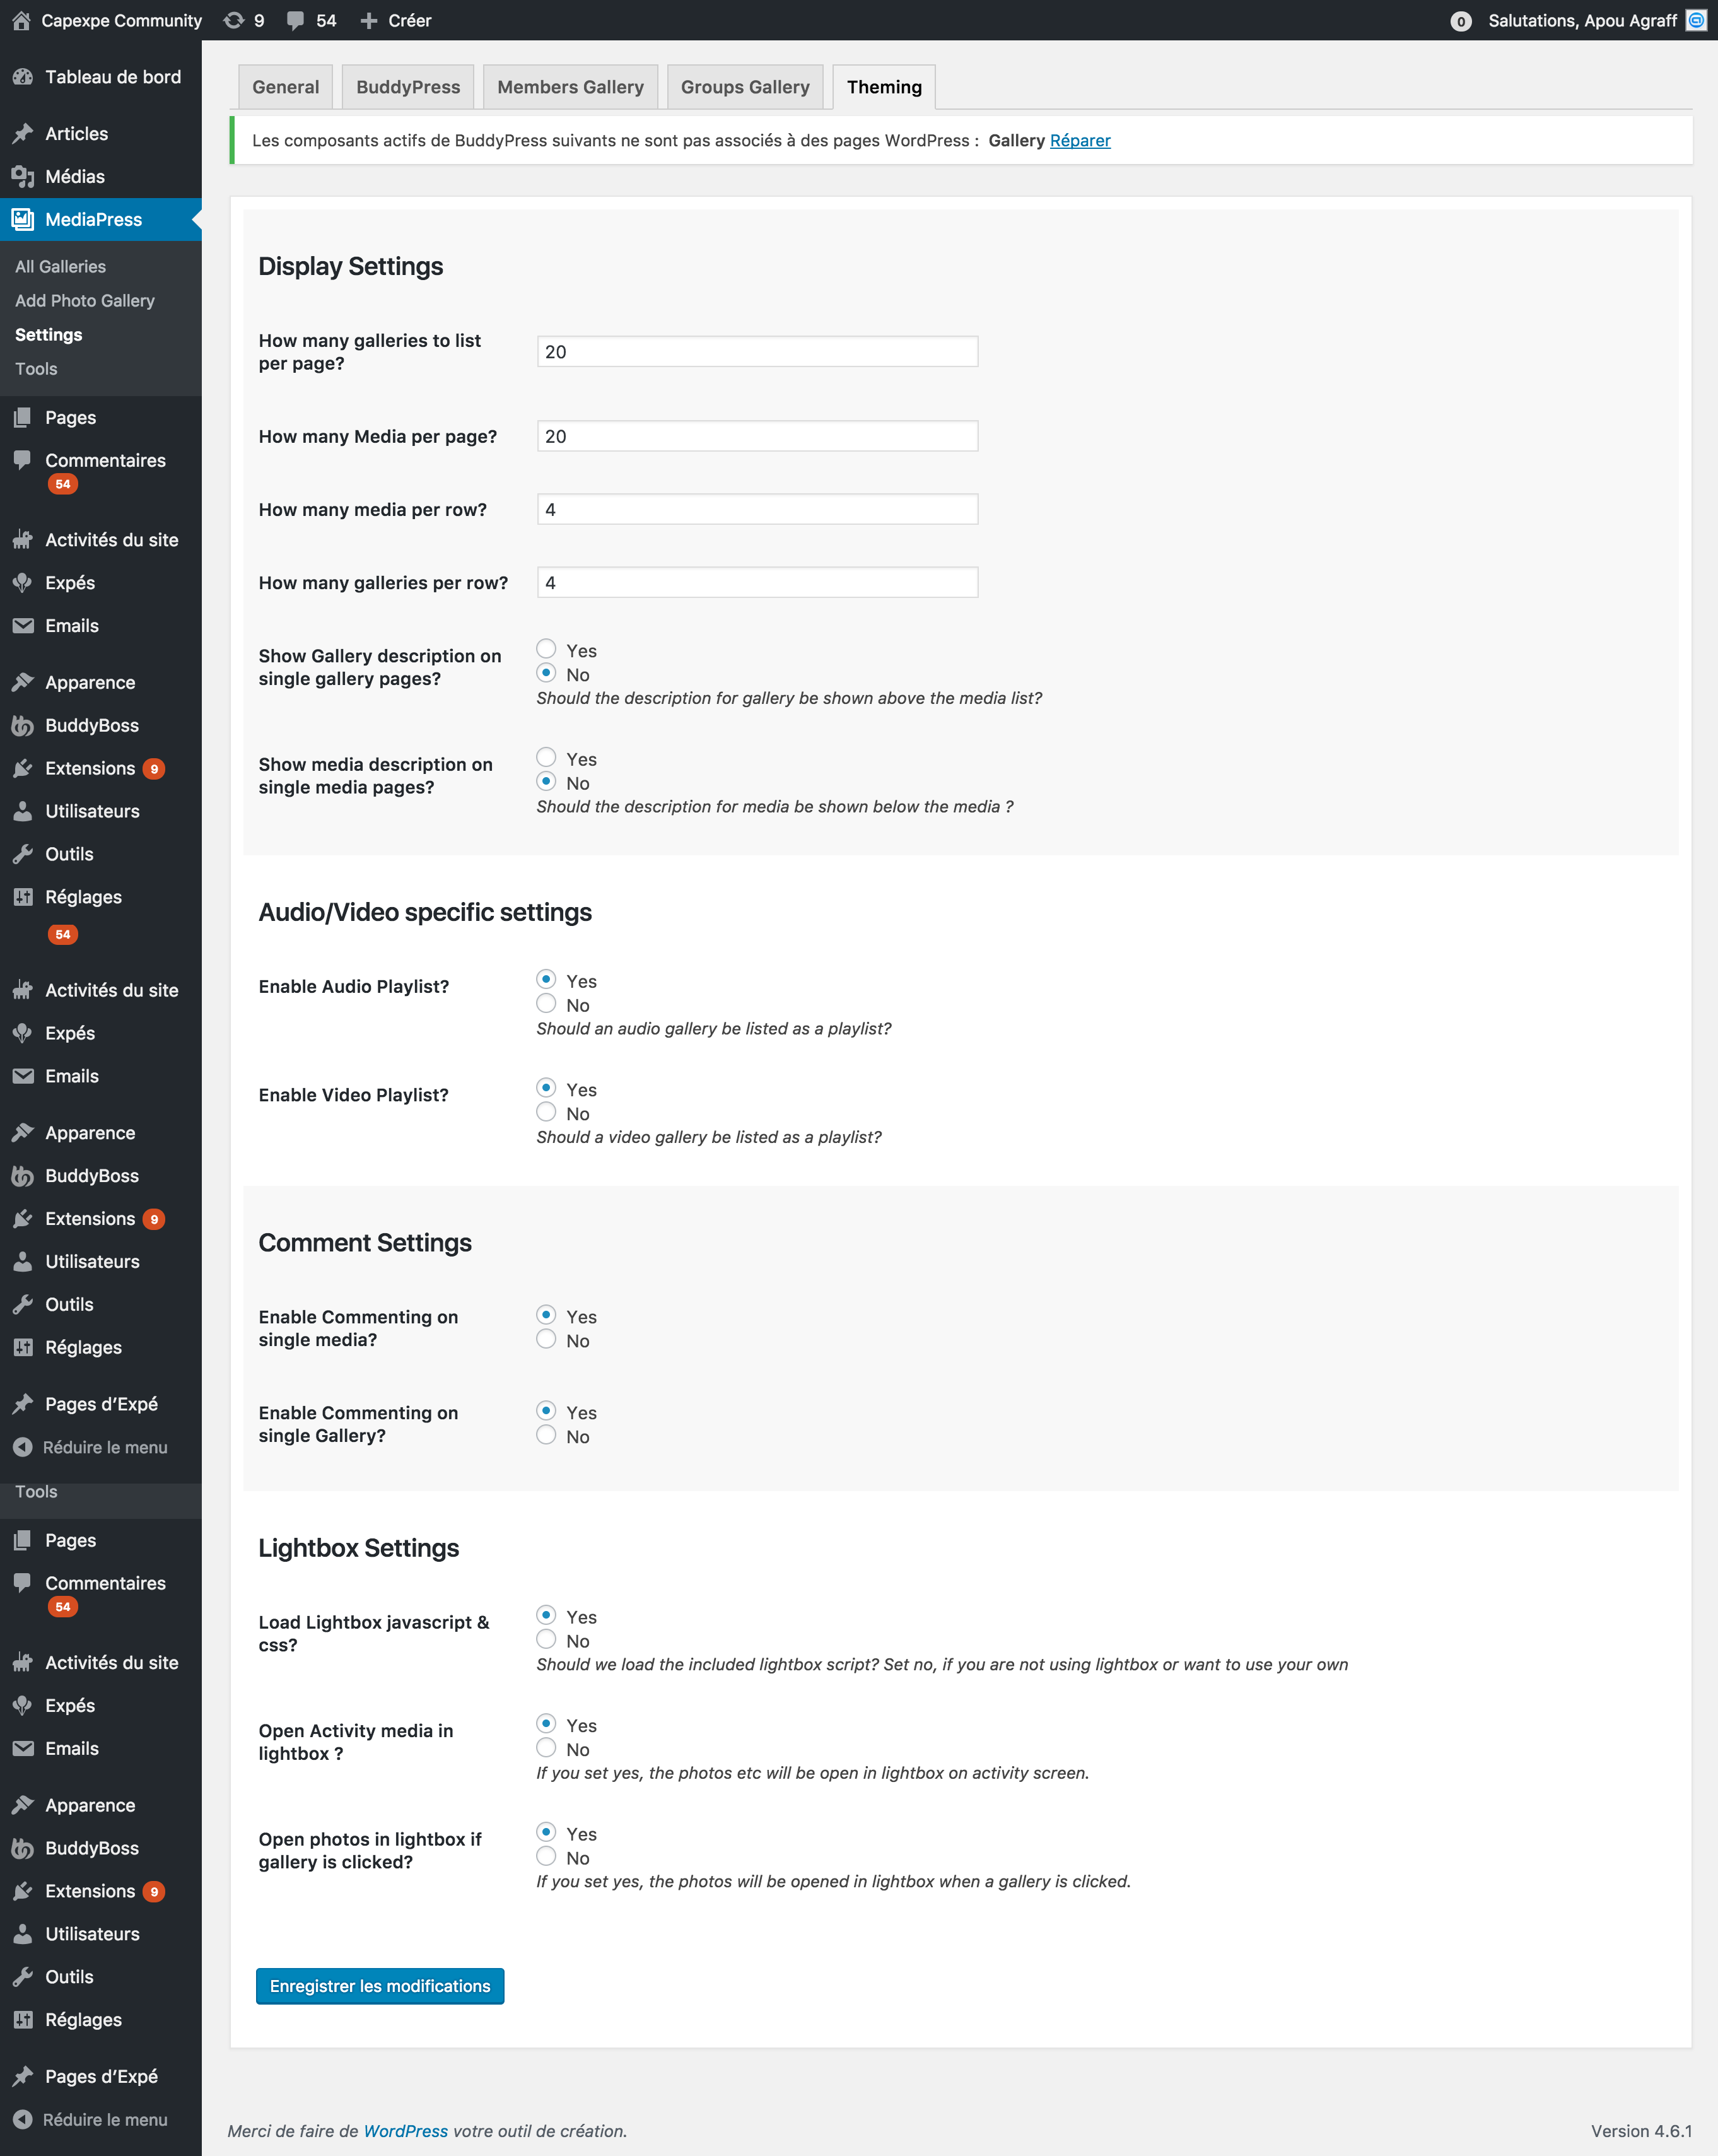 Capexpe Community 9 54 Créer 0 Salutations, Apou Agraff
Tableau de bord
Articles
Médias
MediaPress
All Galleries
Add Photo Gallery
Settings
Tools
Pages
Commentaires
54
Activités du site
Expés
Emails
Apparence
BuddyBoss
Extensions 9
Utilisateurs
Outils
Réglages
54
Activités du site
Expés
Emails
Apparence
BuddyBoss
Extensions 9
Utilisateurs
Outils
Réglages
Pages d'Expé
Réduire le menu
Tools
Pages
Commentaires
54
Activités du site
Expés
Emails
Apparence
BuddyBoss
Extensions 9
Utilisateurs
Outils
Réglages
Pages d'Expé
Réduire le menu
General BuddyPress Members Gallery Groups Gallery Theming
Les composants actifs de BuddyPress suivants ne sont pas associés à des pages WordPress : Gallery Réparer
Display Settings
How many galleries to list
per page?
20
How many Media per page?
20
How many media per row?
4
How many galleries per row?
4
Show Gallery description on
single gallery pages?
Yes
No
Should the description for gallery be shown above the media list?
Show media description on
single media pages?
Yes
No
Should the description for media be shown below the media ?
Audio/Video specific settings
Enable Audio Playlist?
Yes
No
Should an audio gallery be listed as a playlist?
Enable Video Playlist?
Yes
No
Should a video gallery be listed as a playlist?
Comment Settings
Enable Commenting on
single media?
Yes
No
Enable Commenting on
single Gallery?
Yes
No
Lightbox Settings
Load Lightbox javascript &
css?
Yes
No
Should we load the included lightbox script? Set no, if you are not using lightbox or want to use your own
Open Activity media in
lightbox ?
Yes
No
If you set yes, the photos etc will be open in lightbox on activity screen.
Open photos in lightbox if
gallery is clicked?
Yes
No
If you set yes, the photos will be opened in lightbox when a gallery is clicked.
Enregistrer les modifications
Merci de faire de WordPress votre outil de création.
Version 4.6.1